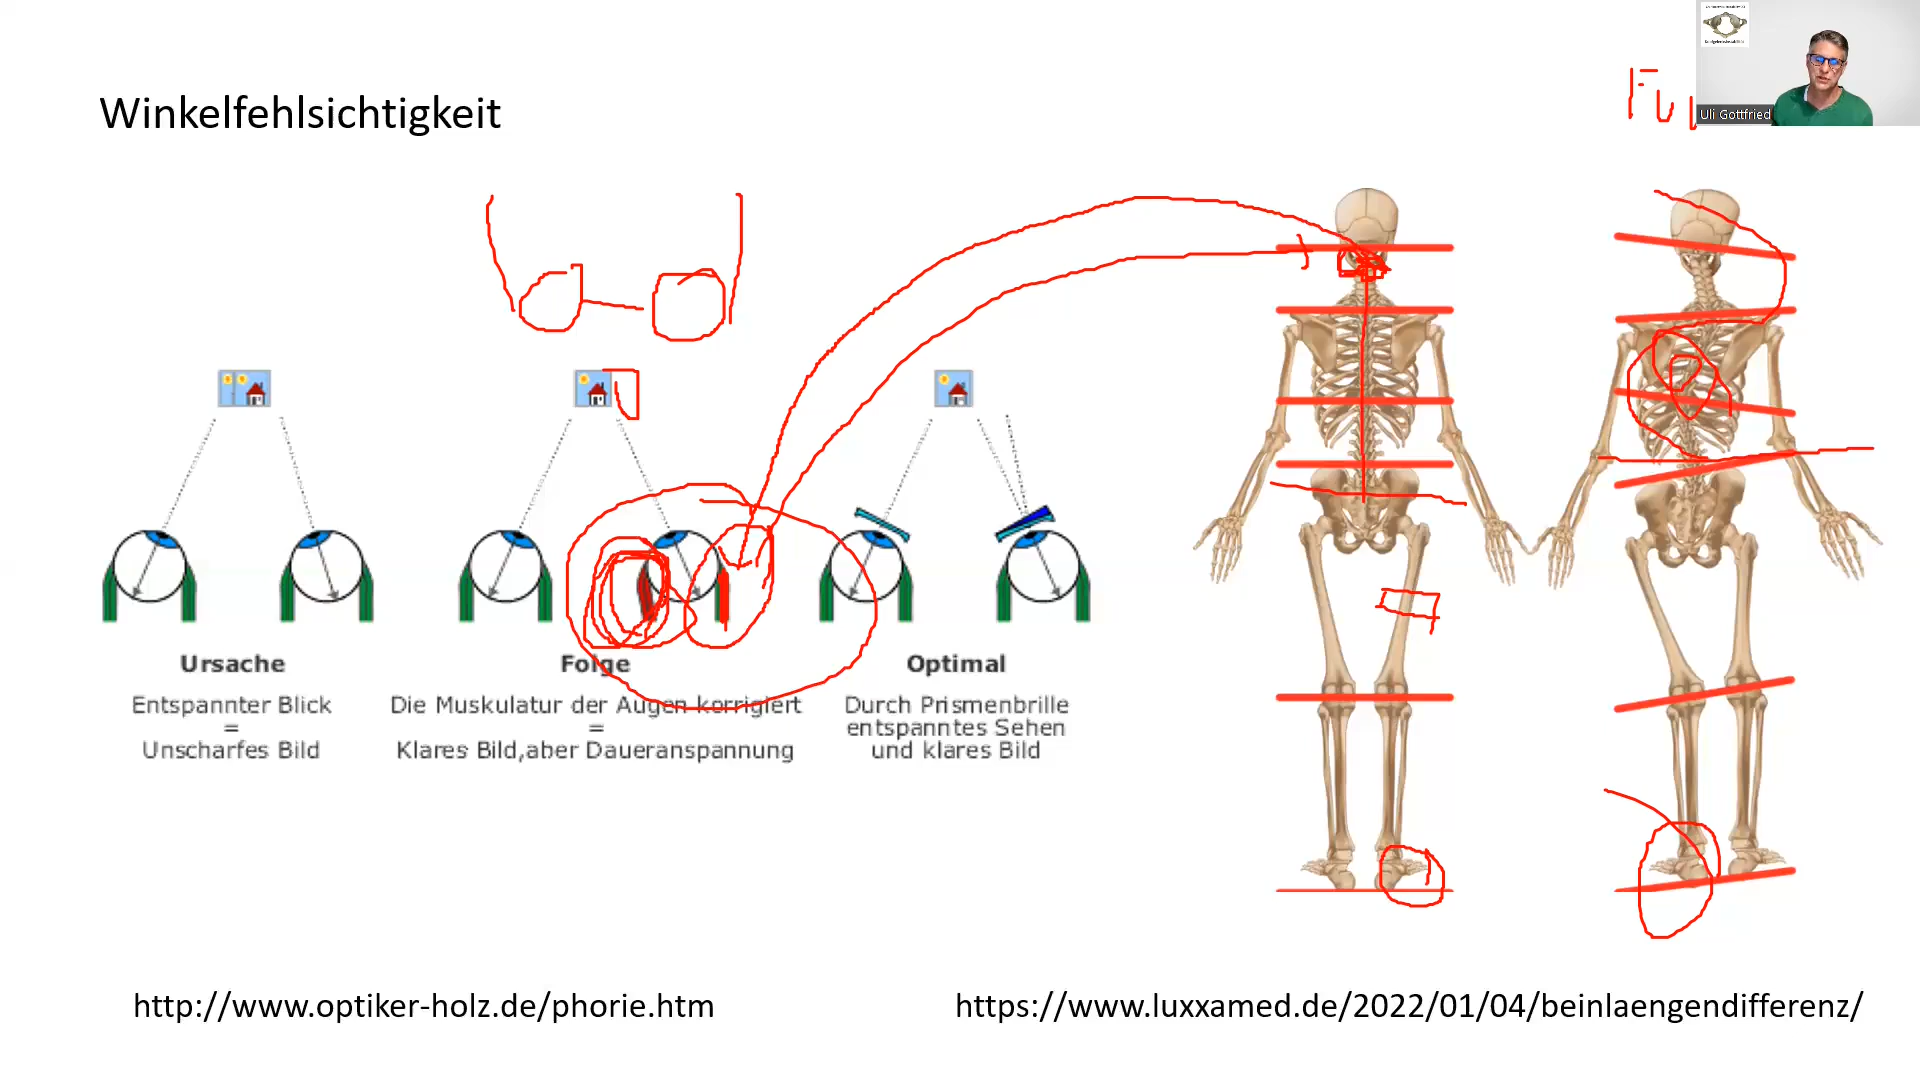 Winkelfehlsichtigkeit
Fu
Uli Gottfried
Ursache
Entspannter Blick
=
Unscharfes Bild
Folge
Die Muskulatur der Augen korrigiert
=
Klares Bild,aber Daueranspannung
Optimal
Durch Prismenbrille
entspanntes Sehen
und klares Bild
http://www.optiker-holz.de/phorie.htm
https://www.luxxamed.de/2022/01/04/beinlaengendifferenz/